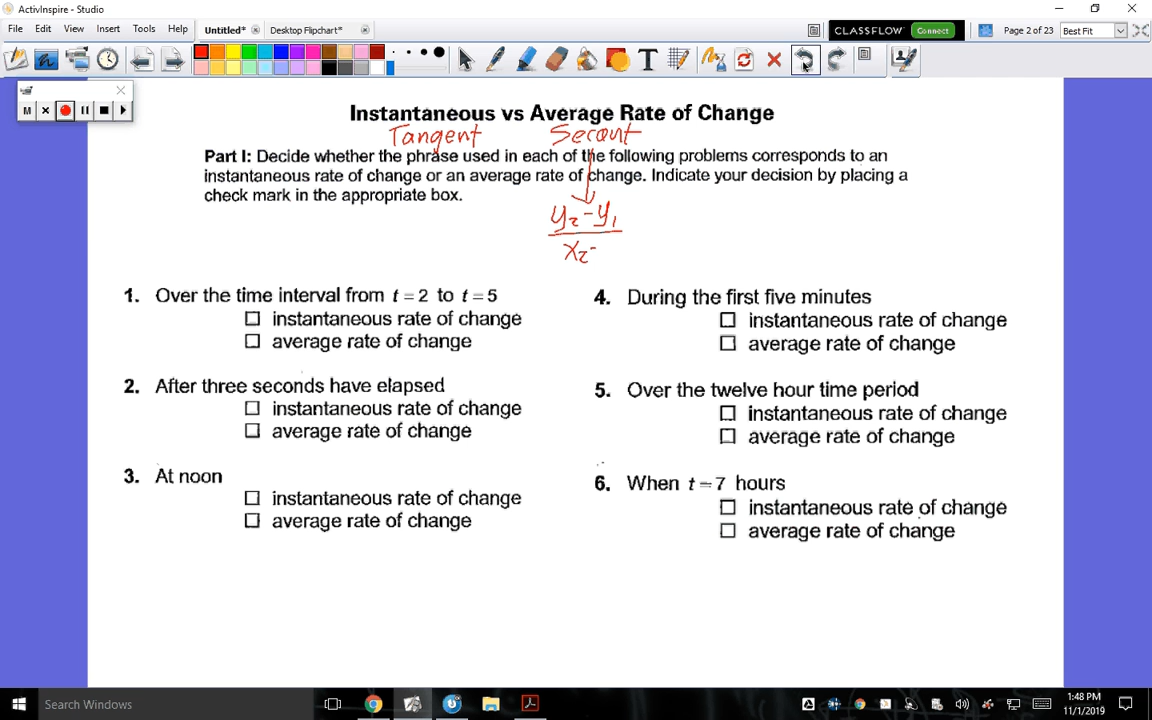 ActivInspire - Studio
File Edit View Insert Tools Help Untitled* Desktop Flipchart* CLASSFLOW Connect Page 2 of 23 Best Fit
M
Instantaneous vs Average Rate of Change
Tangent Secant
Part I: Decide whether the phrase used in each of the following problems corresponds to an
instantaneous rate of change or an average rate of change. Indicate your decision by placing a
check mark in the appropriate box.
y₂-y₁
x₂-
1. Over the time interval from t = 2 to t = 5
instantaneous rate of change
average rate of change
2. After three seconds have elapsed
instantaneous rate of change
average rate of change
3. At noon
instantaneous rate of change
average rate of change
4. During the first five minutes
instantaneous rate of change
average rate of change
5. Over the twelve hour time period
instantaneous rate of change
average rate of change
6. When t = 7 hours
instantaneous rate of change
average rate of change
Search Windows
1:48 PM
11/1/2019